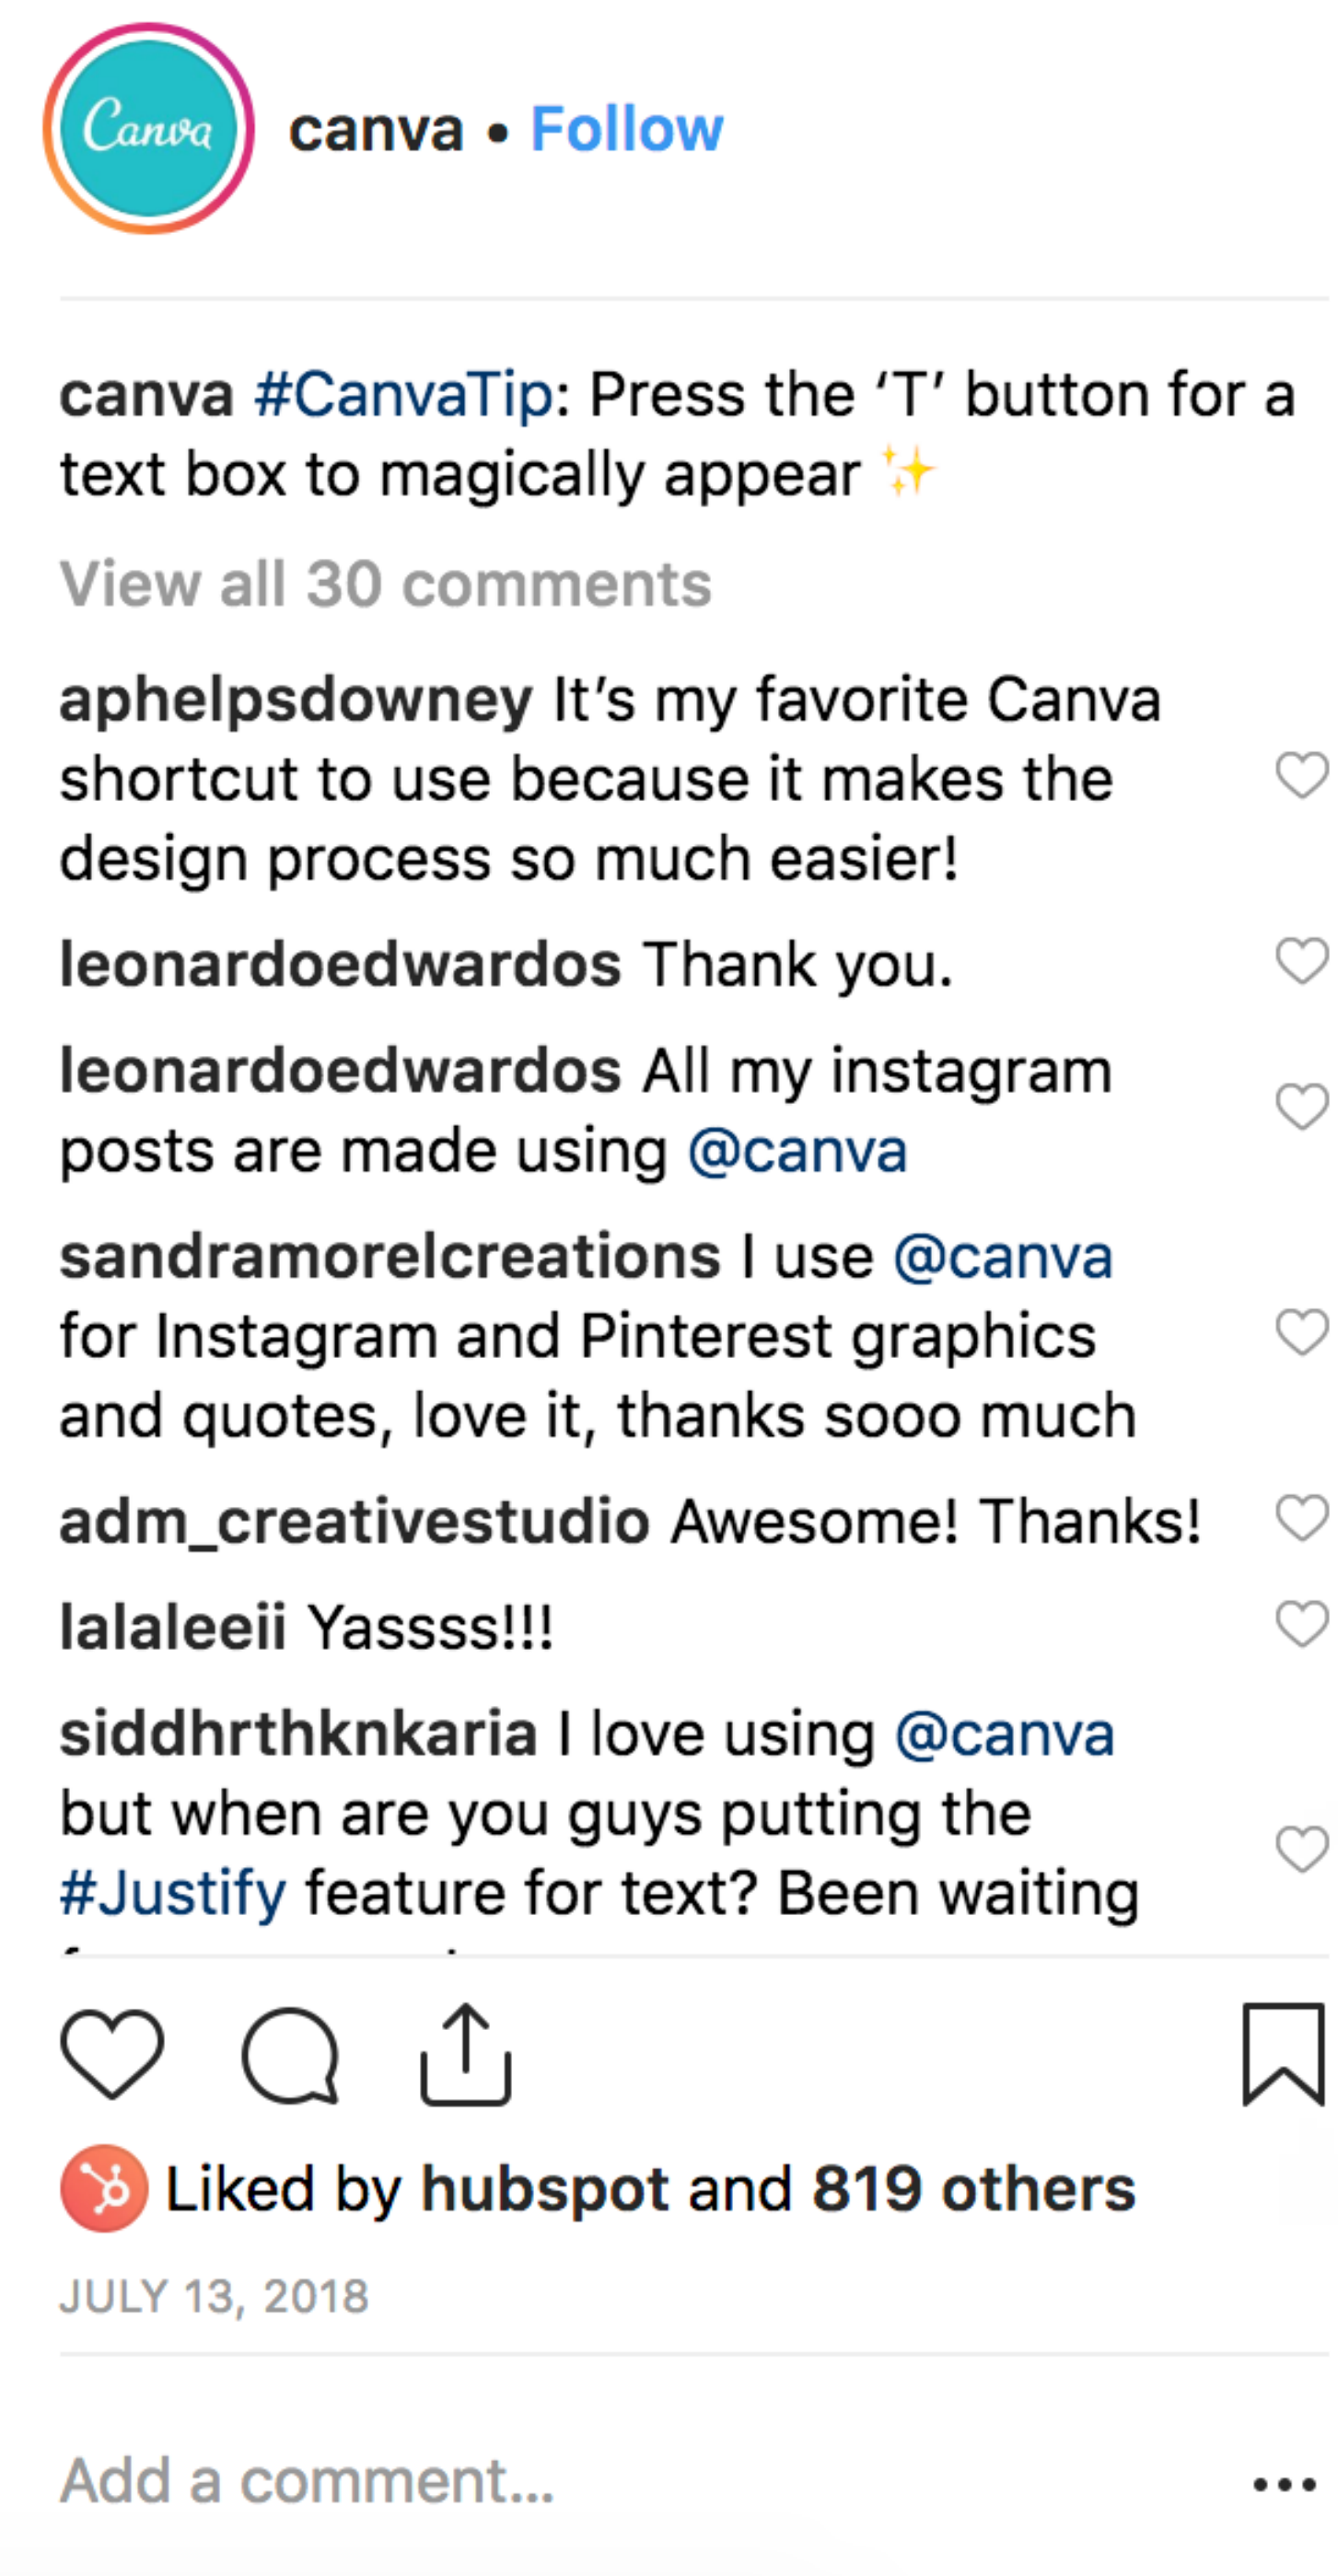 Canva
canva • Follow
canva #CanvaTip: Press the ‘T’ button for a
text box to magically appear ✨
View all 30 comments
aphelpsdowney It’s my favorite Canva
shortcut to use because it makes the
design process so much easier!
leonardoedwardos Thank you.
leonardoedwardos All my instagram
posts are made using @canva
sandramorelcreations I use @canva
for Instagram and Pinterest graphics
and quotes, love it, thanks sooo much
adm_creativestudio Awesome! Thanks!
lalaleeii Yassss!!!
siddhrthknkaria I love using @canva
but when are you guys putting the
#Justify feature for text? Been waiting
Liked by hubspot and 819 others
JULY 13, 2018
Add a comment...